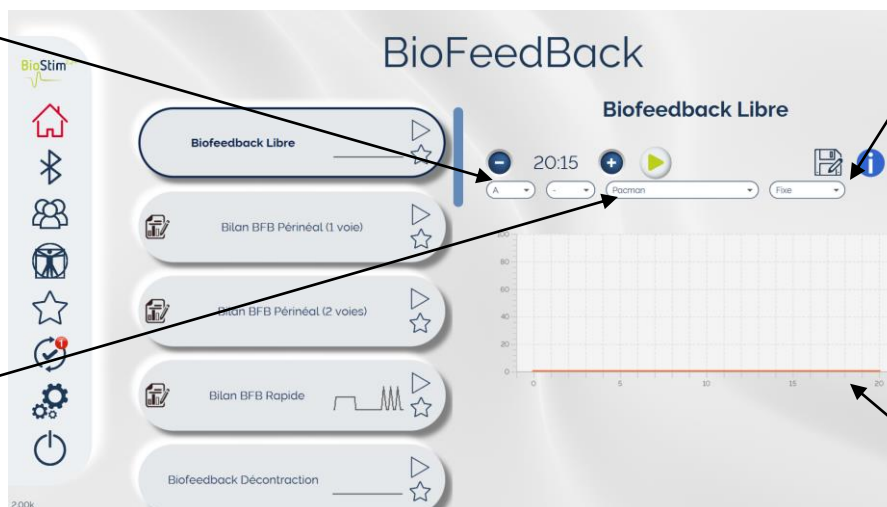 BioFeedBack
BioStim
Biofeedback Libre
Bilan BFB Périnéal (1 voie)
Bilan BFB Périnéal (2 voies)
Bilan BFB Rapide
Biofeedback Décontraction
1
2.00k
Biofeedback Libre
20:15
A - Pacman Fixe
100
80
60
40
20
0
0 5 10 15 20